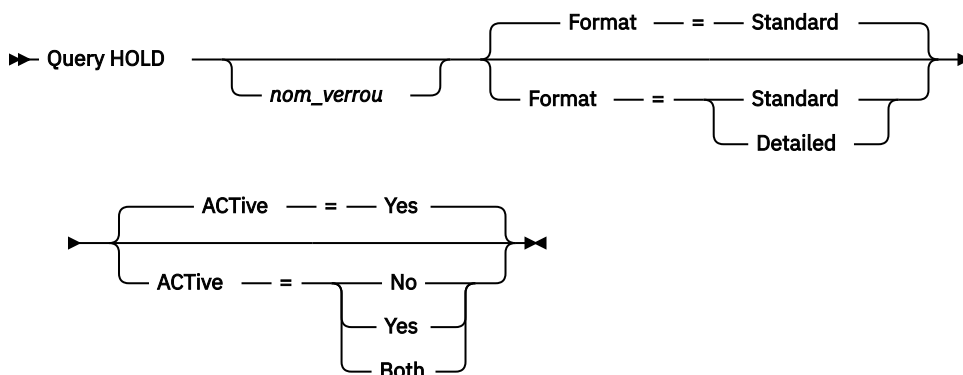 Format = Standard
Query HOLD
nom_verrou
Format = Standard
Detailed
ACTive = Yes
ACTive = No
Yes
Both